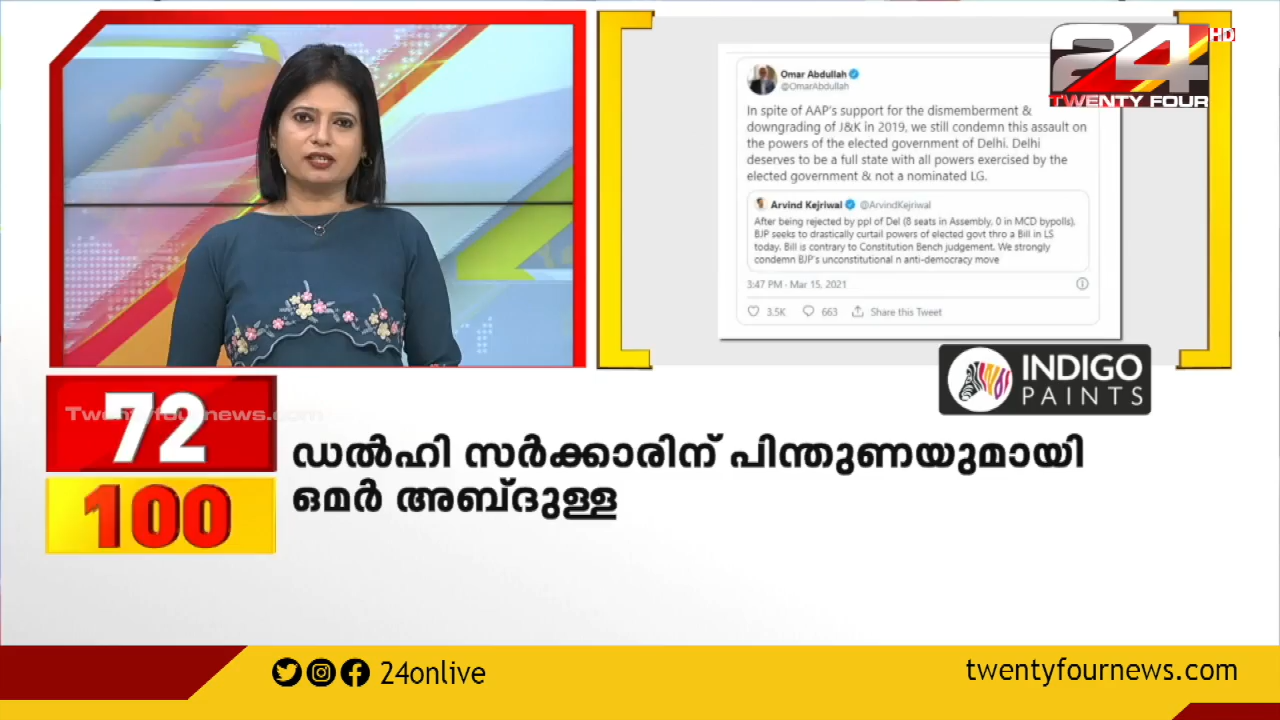 24
HD
TWENTY FOUR
Omar Abdullah
@OmarAbdullah
In spite of AAP's support for the dismemberment &
downgrading of J&K in 2019, we still condemn this assault on
the powers of the elected government of Delhi. Delhi
deserves to be a full state with all powers exercised by the
elected government & not a nominated LG.
Arvind Kejriwal @ArvindKejriwal
After being rejected by ppl of Del (8 seats in Assembly, 0 in MCD bypolls),
BJP seeks to drastically curtail powers of elected govt thro a Bill in LS
today. Bill is contrary to Constitution Bench judgement. We strongly
condemn BJP's unconstitutional n anti-democracy move
3:47 PM · Mar 15, 2021
3.5K 663 Share this Tweet
INDIGO
PAINTS
Twentyfournews.com
72
100
ഡൽഹി സർക്കാരിന് പിന്തുണയുമായി
ഒമർ അബ്ദുള്ള
24onlive
twentyfournews.com